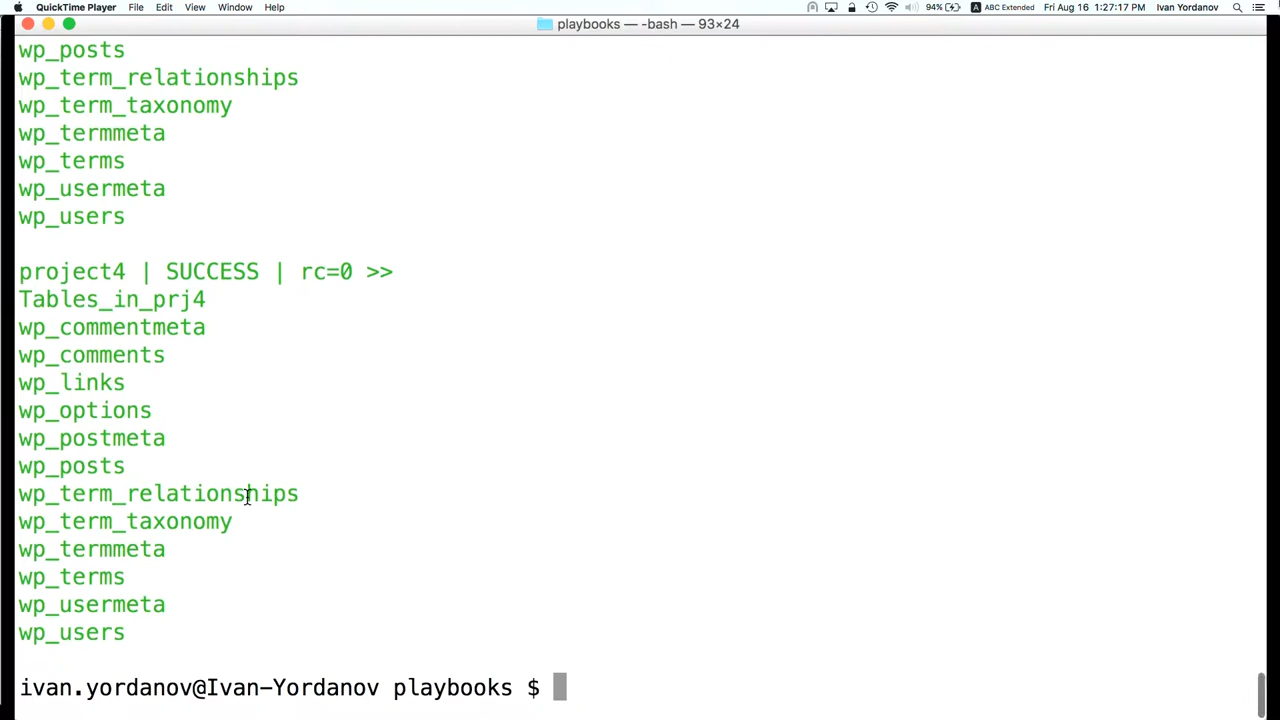 QuickTime Player File Edit View Window Help 94% A ABC Extended Fri Aug 16 1:27:17 PM Ivan Yordanov
playbooks — -bash — 93×24
wp_posts
wp_term_relationships
wp_term_taxonomy
wp_termmeta
wp_terms
wp_usermeta
wp_users
project4 | SUCCESS | rc=0 >>
Tables_in_prj4
wp_commentmeta
wp_comments
wp_links
wp_options
wp_postmeta
wp_posts
wp_term_relationships
wp_term_taxonomy
wp_termmeta
wp_terms
wp_usermeta
wp_users
ivan.yordanov@Ivan-Yordanov playbooks $